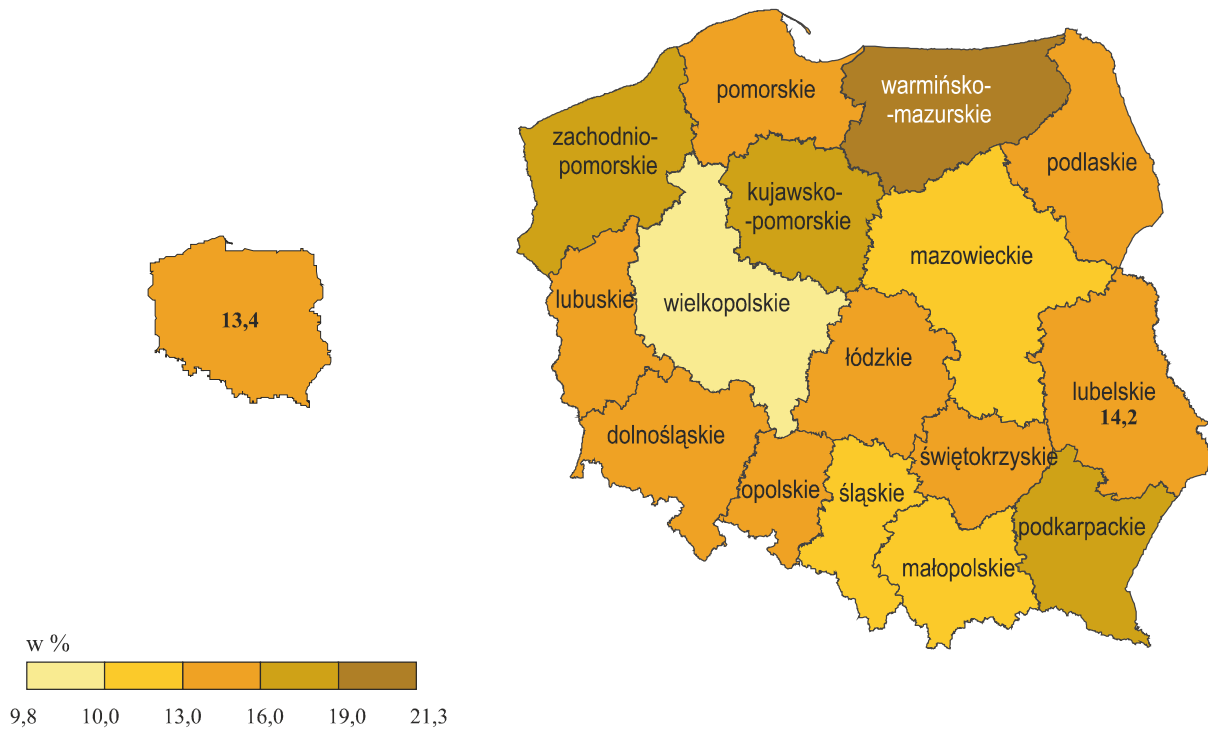 pomorskie
warmińsko-
-mazurskie
zachodnio-
pomorskie
podlaskie
kujawsko-
-pomorskie
mazowieckie
lubuskie
wielkopolskie
13,4
łódzkie
lubelskie
14,2
dolnośląskie
świętokrzyskie
opolskie
śląskie
podkarpackie
małopolskie
w %
9,8 10,0 13,0 16,0 19,0 21,3